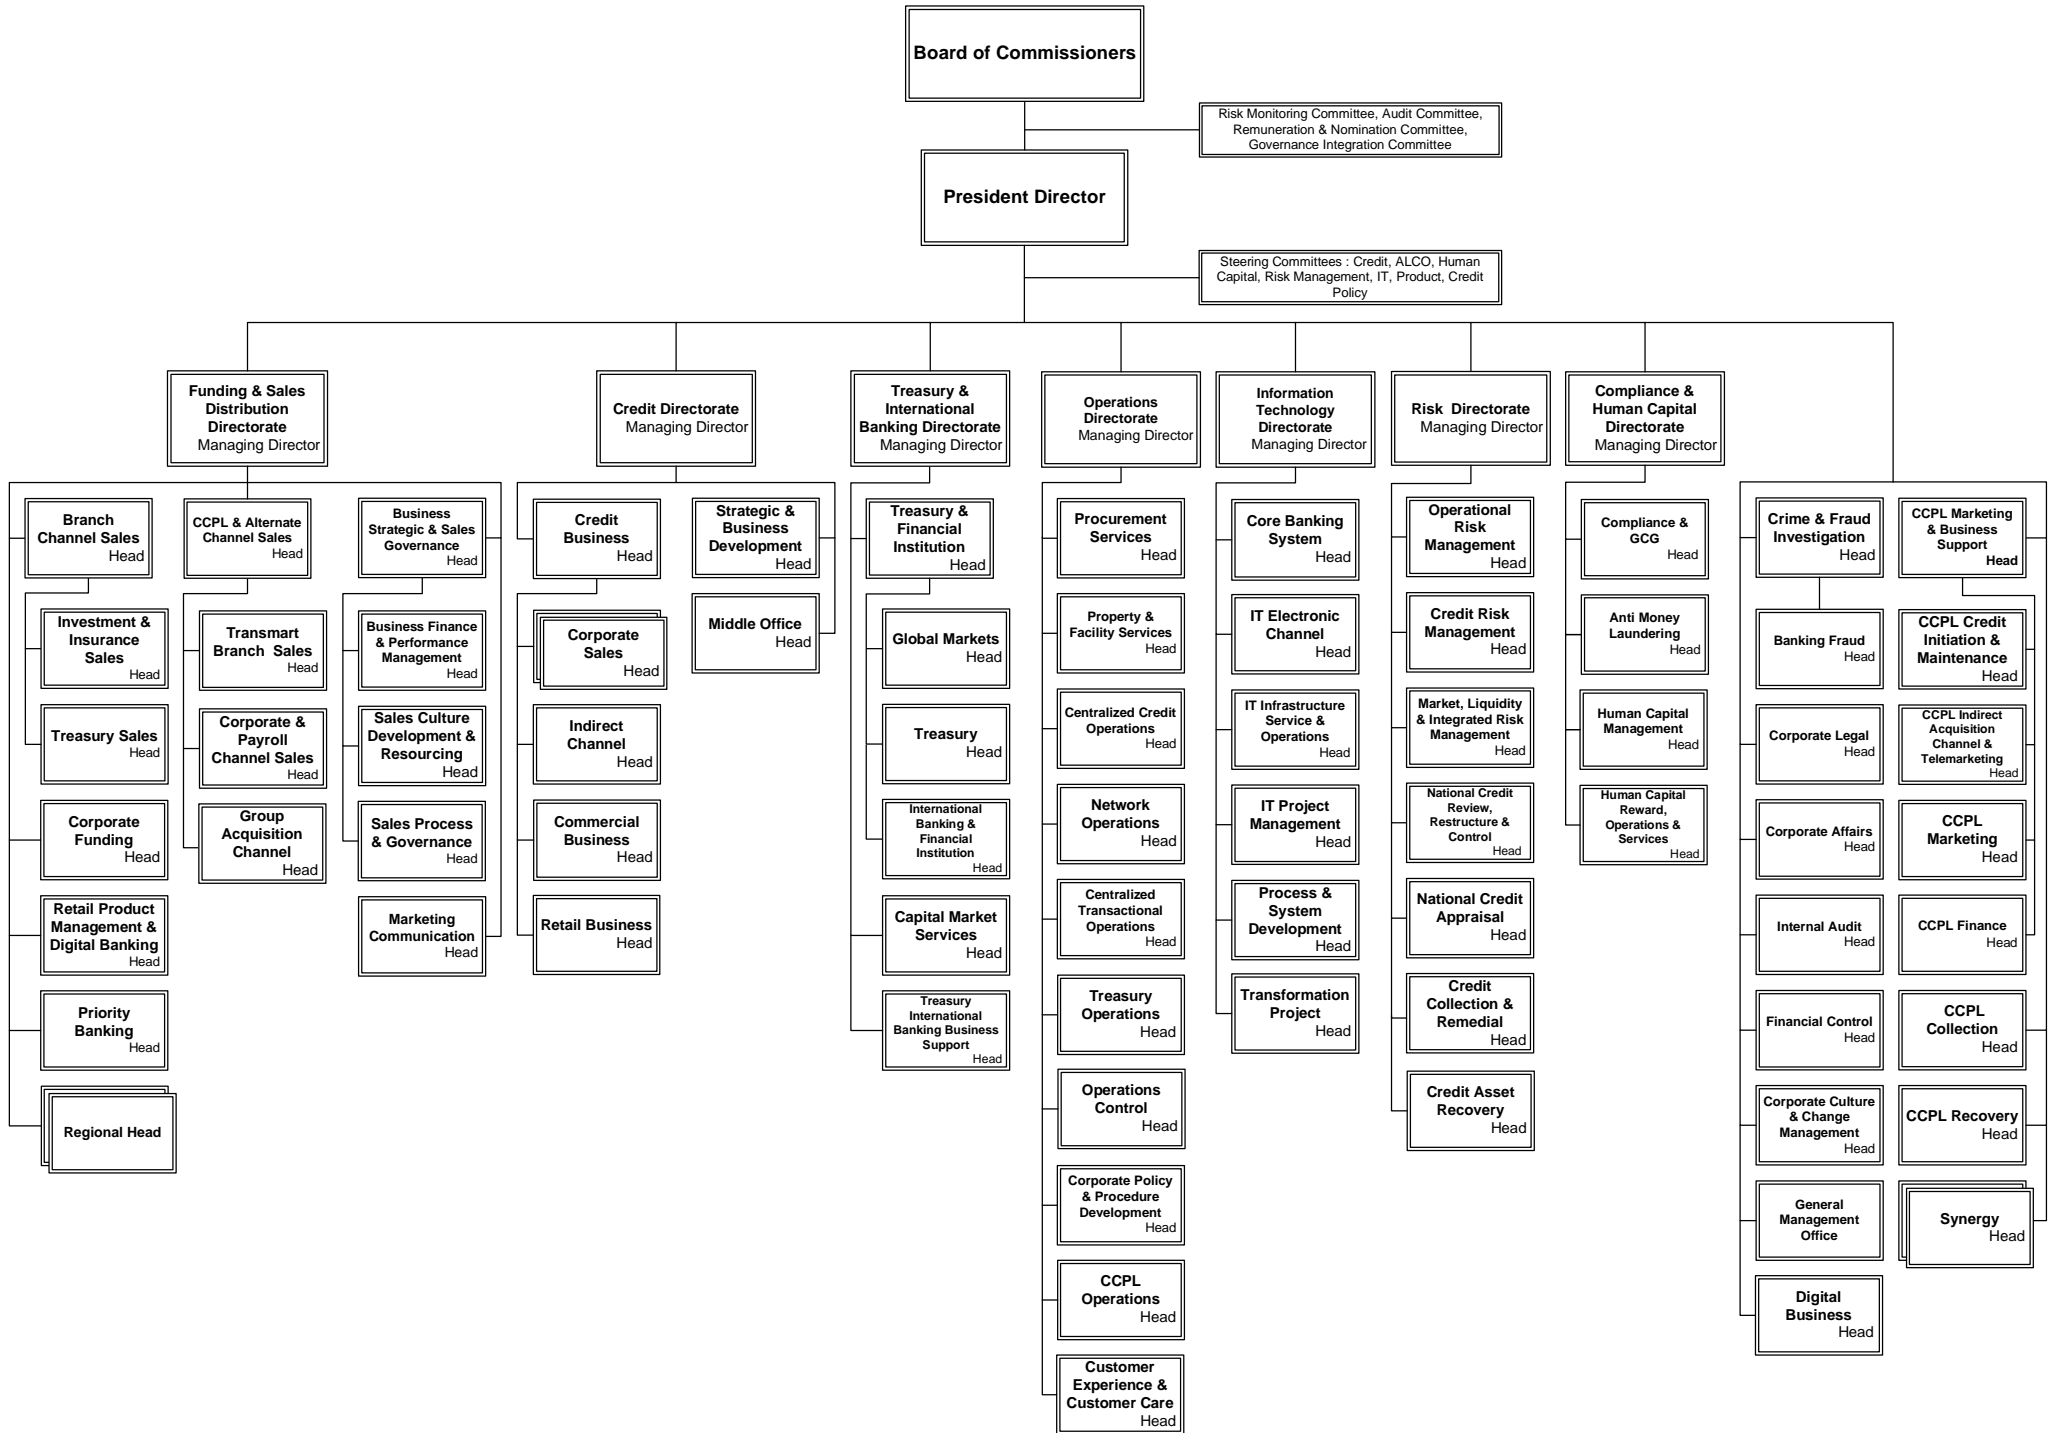 Board of Commissioners
Risk Monitoring Committee, Audit Committee,
Remuneration & Nomination Committee,
Governance Integration Committee
President Director
Steering Committees : Credit, ALCO, Human
Capital, Risk Management, IT, Product, Credit
Policy
Funding & Sales
Distribution
Directorate
Managing Director
Credit Directorate
Managing Director
Treasury &
International
Banking Directorate
Managing Director
Operations
Directorate
Managing Director
Information
Technology
Directorate
Managing Director
Risk Directorate
Managing Director
Compliance &
Human Capital
Directorate
Managing Director
Branch
Channel Sales
Head
Investment &
Insurance
Sales
Head
Treasury Sales
Head
Corporate
Funding
Head
Retail Product
Management &
Digital Banking
Head
Priority
Banking
Head
Regional Head
CCPL & Alternate
Channel Sales
Head
Transmart
Branch Sales
Head
Corporate &
Payroll
Channel Sales
Head
Group
Acquisition
Channel
Head
Business
Strategic & Sales
Governance
Head
Business Finance
& Performance
Management
Head
Sales Culture
Development &
Resourcing
Head
Sales Process
& Governance
Head
Marketing
Communication
Head
Credit
Business
Head
Corporate
Sales
Head
Indirect
Channel
Head
Commercial
Business
Head
Retail Business
Head
Strategic &
Business
Development
Head
Middle Office
Head
Treasury &
Financial
Institution
Head
Global Markets
Head
Treasury
Head
International
Banking &
Financial
Institution
Head
Capital Market
Services
Head
Treasury
International
Banking Business
Support
Head
Procurement
Services
Head
Property &
Facility Services
Head
Centralized Credit
Operations
Head
Network
Operations
Head
Centralized
Transactional
Operations
Head
Treasury
Operations
Head
Operations
Control
Head
Corporate Policy
& Procedure
Development
Head
CCPL
Operations
Head
Customer
Experience &
Customer Care
Head
Core Banking
System
Head
IT Electronic
Channel
Head
IT Infrastructure
Service &
Operations
Head
IT Project
Management
Head
Process &
System
Development
Head
Transformation
Project
Head
Operational
Risk
Management
Head
Credit Risk
Management
Head
Market, Liquidity
& Integrated Risk
Management
Head
National Credit
Review,
Restructure &
Control
Head
National Credit
Appraisal
Head
Credit
Collection &
Remedial
Head
Credit Asset
Recovery
Head
Compliance &
GCG
Head
Anti Money
Laundering
Head
Human Capital
Management
Head
Human Capital
Reward,
Operations &
Services
Head
Crime & Fraud
Investigation
Head
Banking Fraud
Head
Corporate Legal
Head
Corporate Affairs
Head
Internal Audit
Head
Financial Control
Head
Corporate Culture
& Change
Management
Head
General
Management
Office
Digital
Business
Head
CCPL Marketing
& Business
Support
Head
CCPL Credit
Initiation &
Maintenance
Head
CCPL Indirect
Acquisition
Channel &
Telemarketing
Head
CCPL
Marketing
Head
CCPL Finance
Head
CCPL
Collection
Head
CCPL Recovery
Head
Synergy
Head